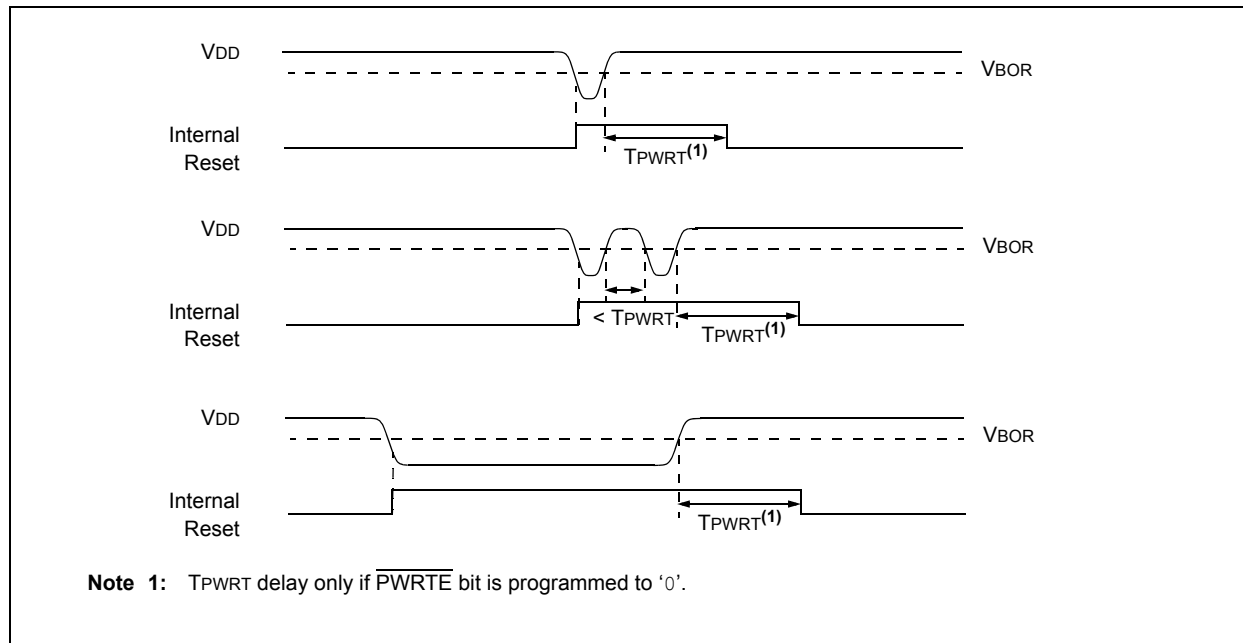 VDD
VBOR
Internal
Reset
TPWRT(1)
VDD
VBOR
Internal
Reset
< TPWRT
TPWRT(1)
VDD
VBOR
Internal
Reset
TPWRT(1)
Note 1: TPWRT delay only if PWRTE bit is programmed to ‘0’.